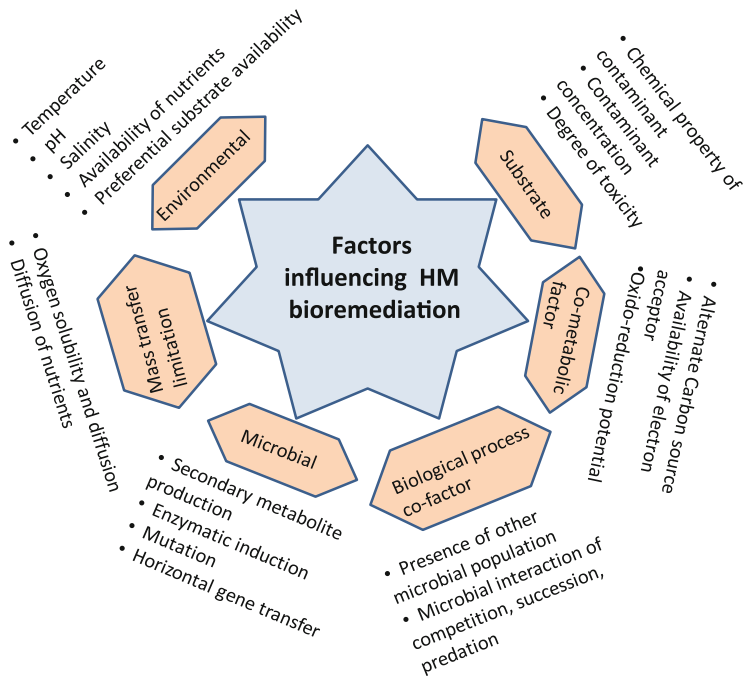 Factors
influencing HM
bioremediation
Environmental
• Temperature
• pH
• Salinity
• Availability of nutrients
• Preferential substrate availability
Substrate
• Chemical property of
contaminant
• Contaminant
concentration
• Degree of toxicity
Co-metabolic
factor
• Alternate Carbon source
• Availability of electron
acceptor
• Oxido-reduction potential
Biological process
co-factor
• Presence of other
microbial population
• Microbial interaction of
competition, succession,
predation
Microbial
• Secondary metabolite
production
• Enzymatic induction
• Mutation
• Horizontal gene transfer
Mass transfer
limitation
• Oxygen solubility and diffusion
• Diffusion of nutrients